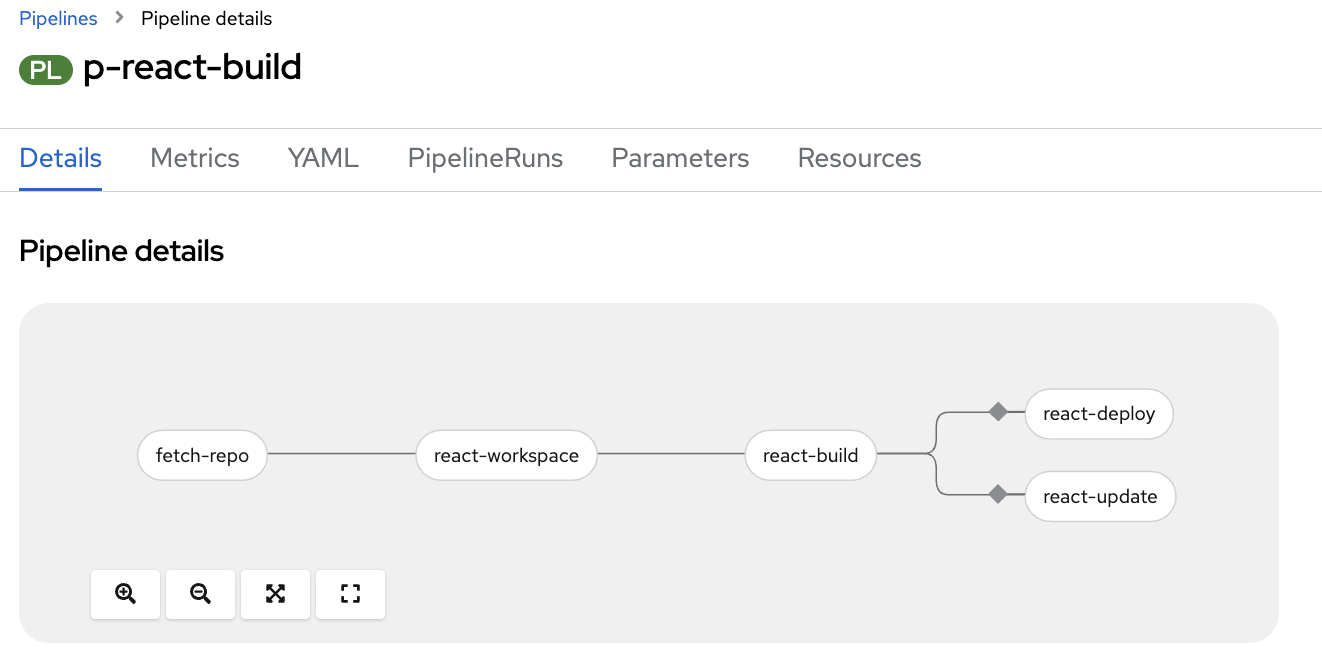 Pipelines > Pipeline details
PL p-react-build
Details Metrics YAML PipelineRuns Parameters Resources
Pipeline details
fetch-repo react-workspace react-build react-deploy
react-update